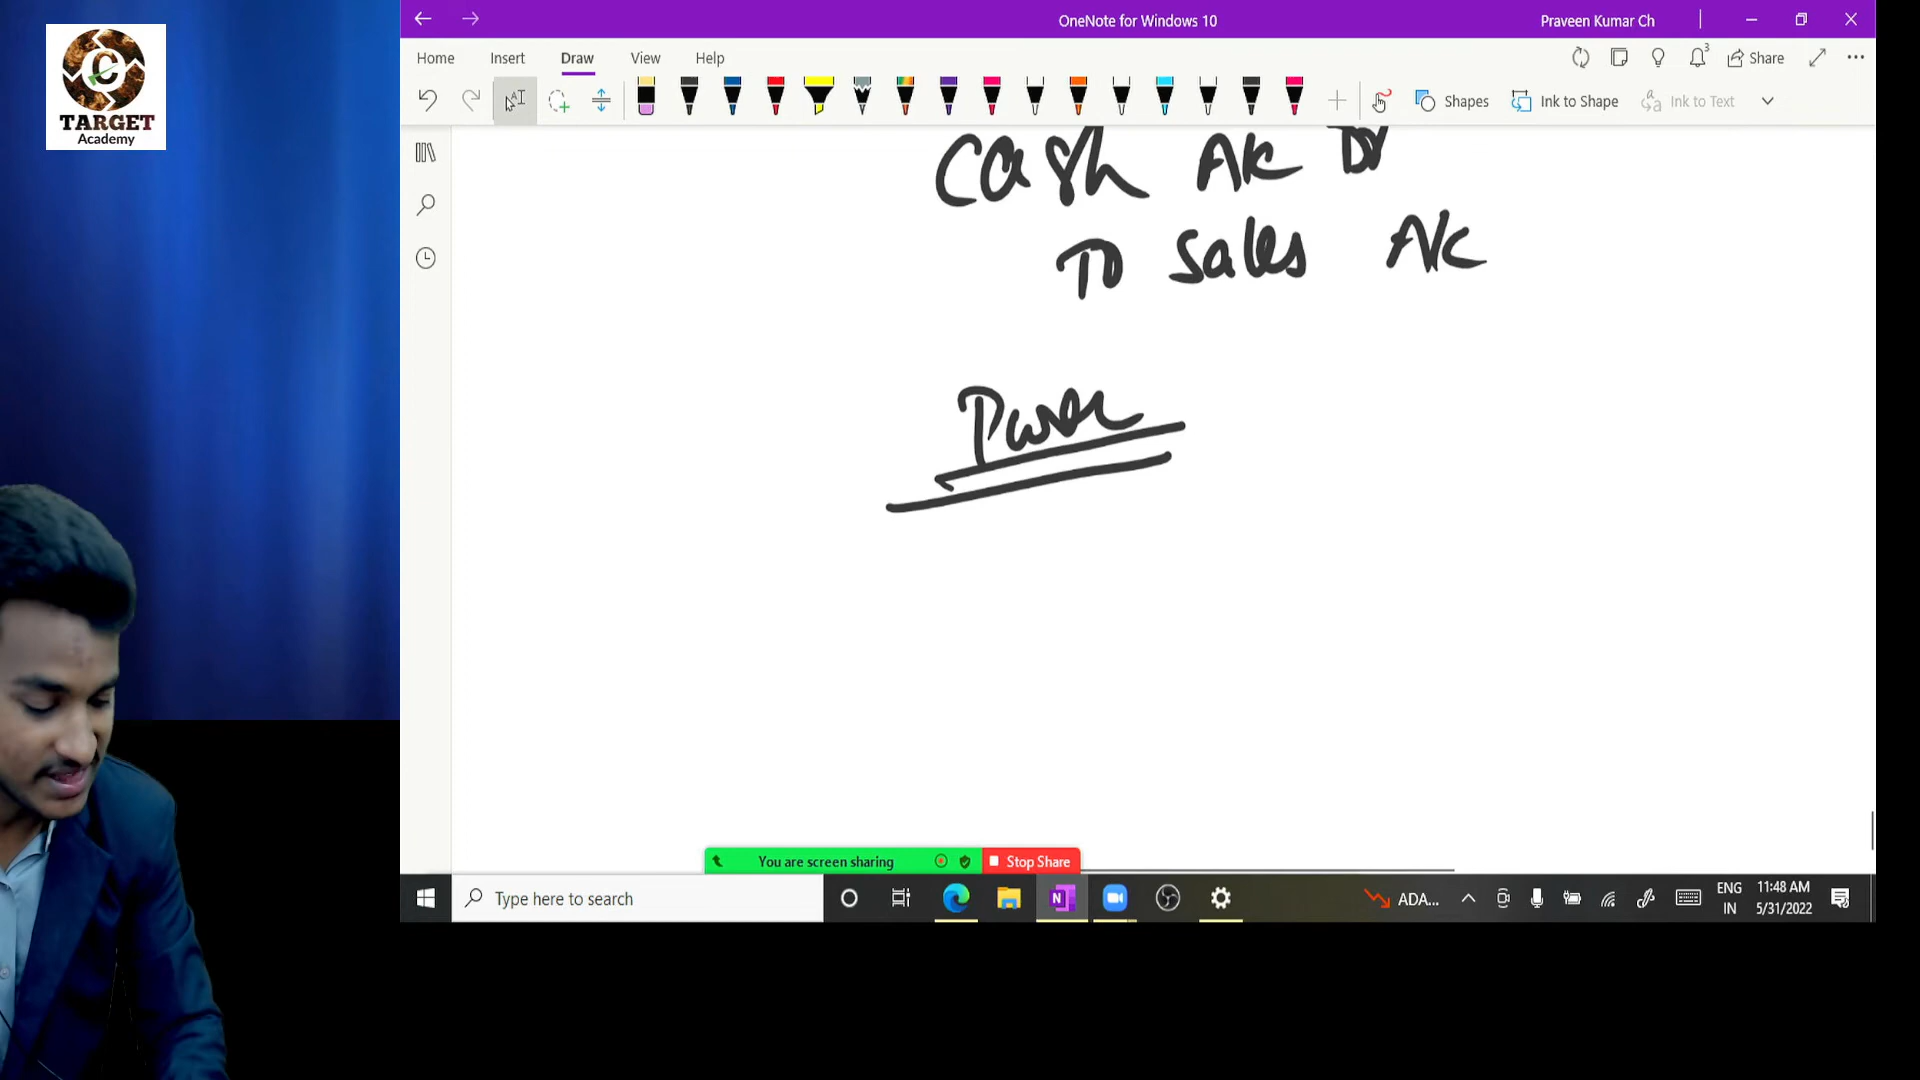 C
TARGET
Academy
OneNote for Windows 10
Praveen Kumar Ch
Home Insert Draw View Help
3
Share
Shapes
Ink to Shape
Ink to Text
Cash A/c Dr
To Sales A/c
You are screen sharing
Stop Share
Type here to search
N
ADA...
ENG
IN
11:48 AM
5/31/2022